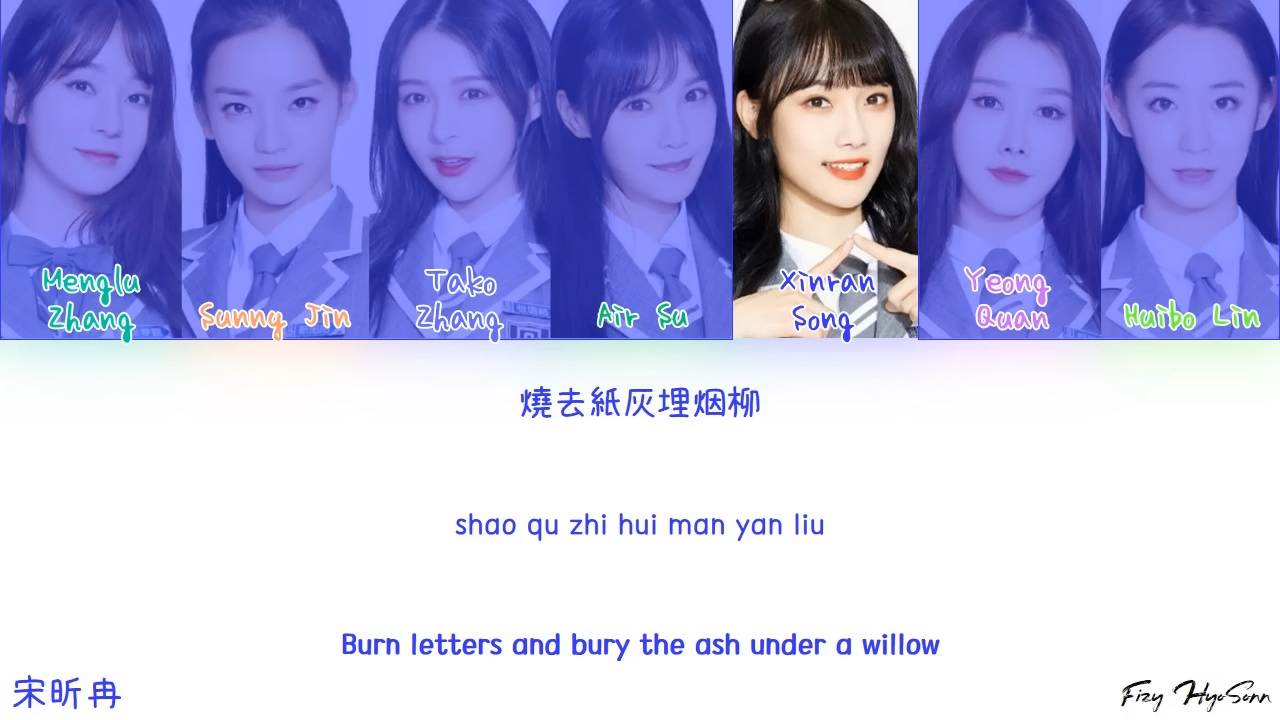 Menglu
Zhang
Sunny Jin
Tako
Zhang
Air Su
Xinran
Song
Yeong
Quan
Huibo Lin
燒去紙灰埋烟柳
shao qu zhi hui man yan liu
Burn letters and bury the ash under a willow
宋昕冉
Fizy HyoSonn